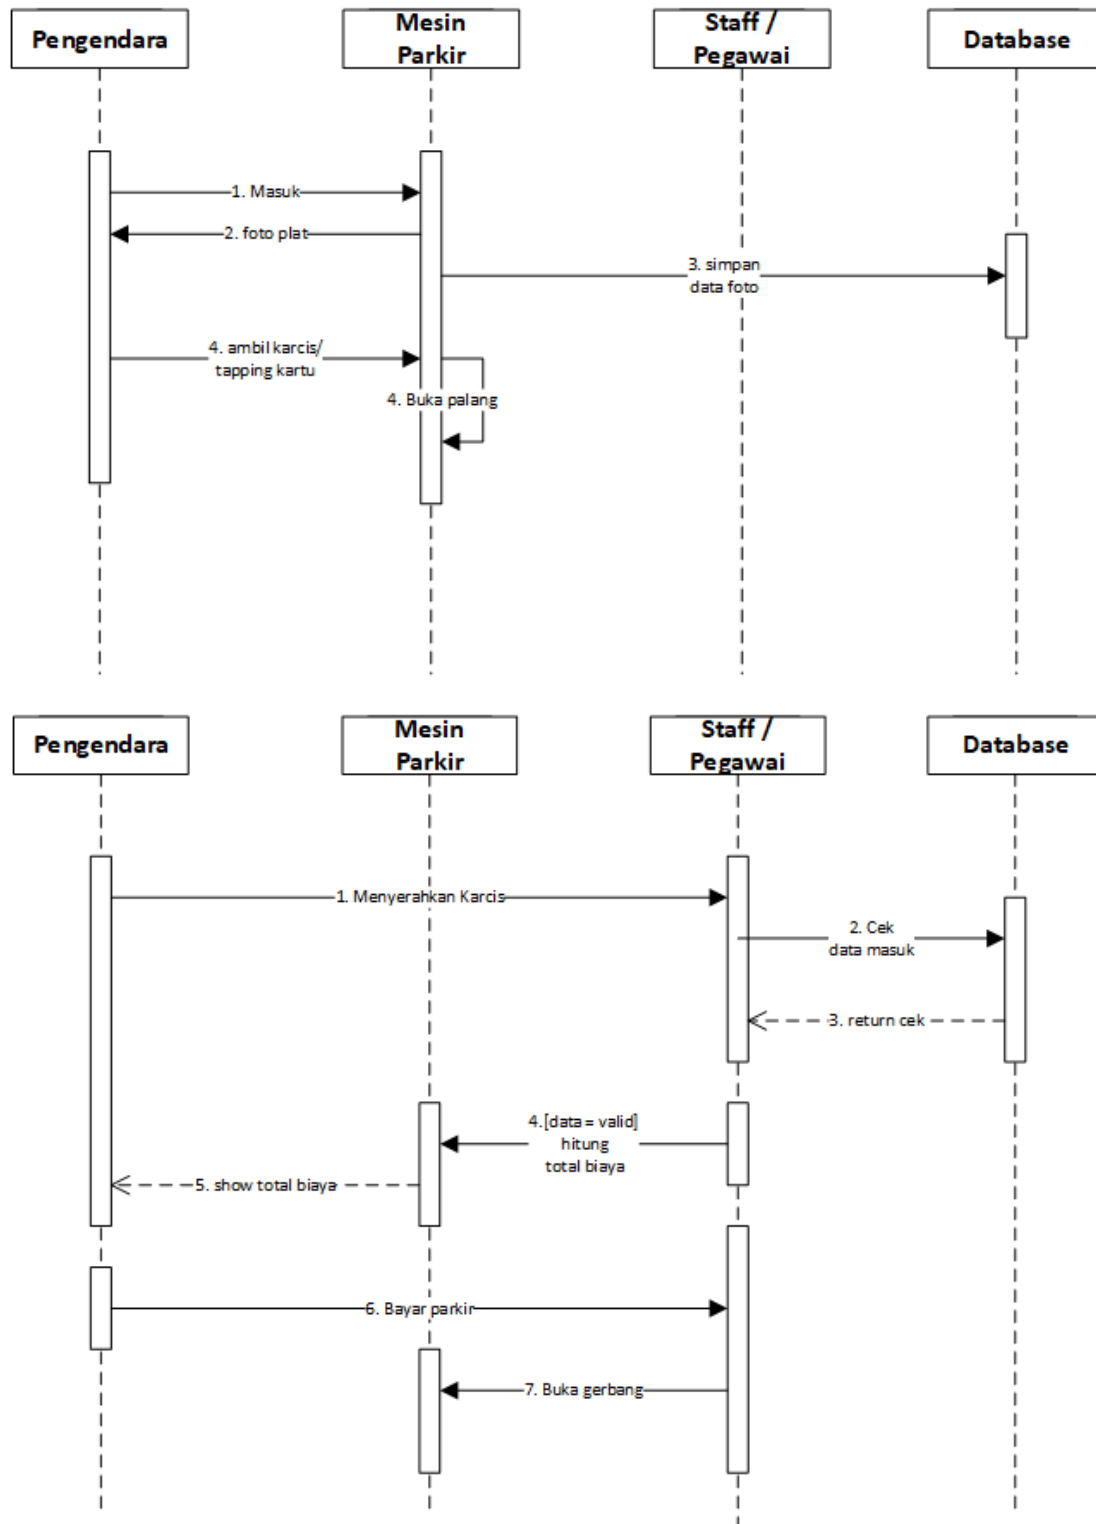 Pengendara
Mesin
Parkir
Staff /
Pegawai
Database
1. Masuk
2. foto plat
3. simpan
data foto
4. ambil karcis/
tapping kartu
4. Buka palang
Pengendara
Mesin
Parkir
Staff /
Pegawai
Database
1. Menyerahkan Karcis
2. Cek
data masuk
3. return cek
4.[data = valid]
hitung
total biaya
5. show total biaya
6. Bayar parkir
7. Buka gerbang